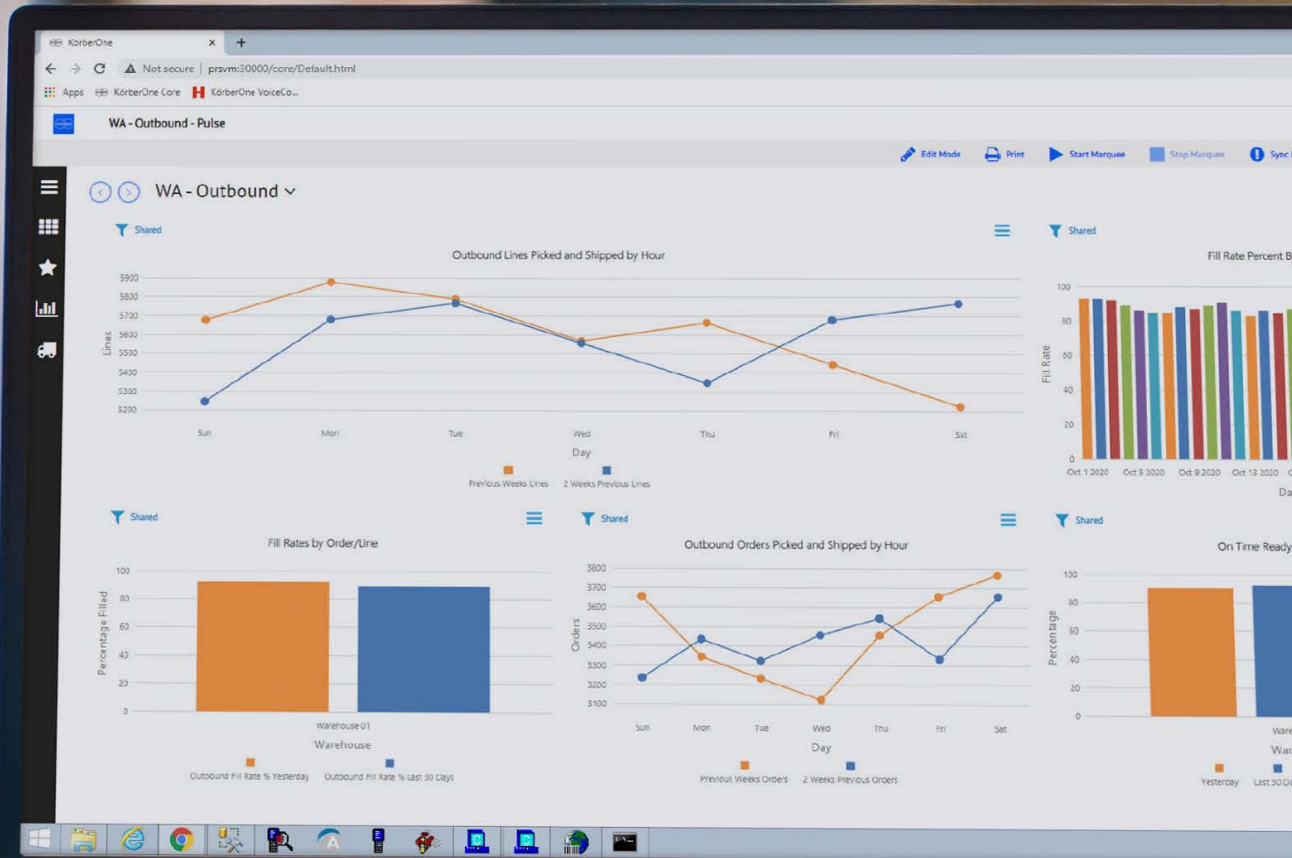 KörberOne
Not secure | prsvm:30000/core/Default.html
Apps KörberOne Core KörberOne VoiceCo...
WA - Outbound - Pulse
Edit Mode Print Start Marquee Stop Marquee Sync
WA - Outbound
Shared
Outbound Lines Picked and Shipped by Hour
5900
5800
5700
5600
5500
5400
5300
5200
Lines
Sun Mon Tue Wed Thu Fri Sat
Day
Previous Weeks Lines 2 Weeks Previous Lines
Shared
Fill Rate Percent B
100
80
60
40
20
0
Fill Rate
Oct 1 2020 Oct 5 2020 Oct 9 2020 Oct 13 2020
Da
Shared
Fill Rates by Order/Line
100
80
60
40
20
0
Percentage Filled
Warehouse 01
Warehouse
Outbound Fill Rate % Yesterday Outbound Fill Rate % Last 30 Days
Shared
Outbound Orders Picked and Shipped by Hour
3800
3700
3600
3500
3400
3300
3200
3100
Orders
Sun Mon Tue Wed Thu Fri Sat
Day
Previous Weeks Orders 2 Weeks Previous Orders
Shared
On Time Ready
100
80
60
40
20
0
Percentage
Ware
War
Yesterday Last 30 Da